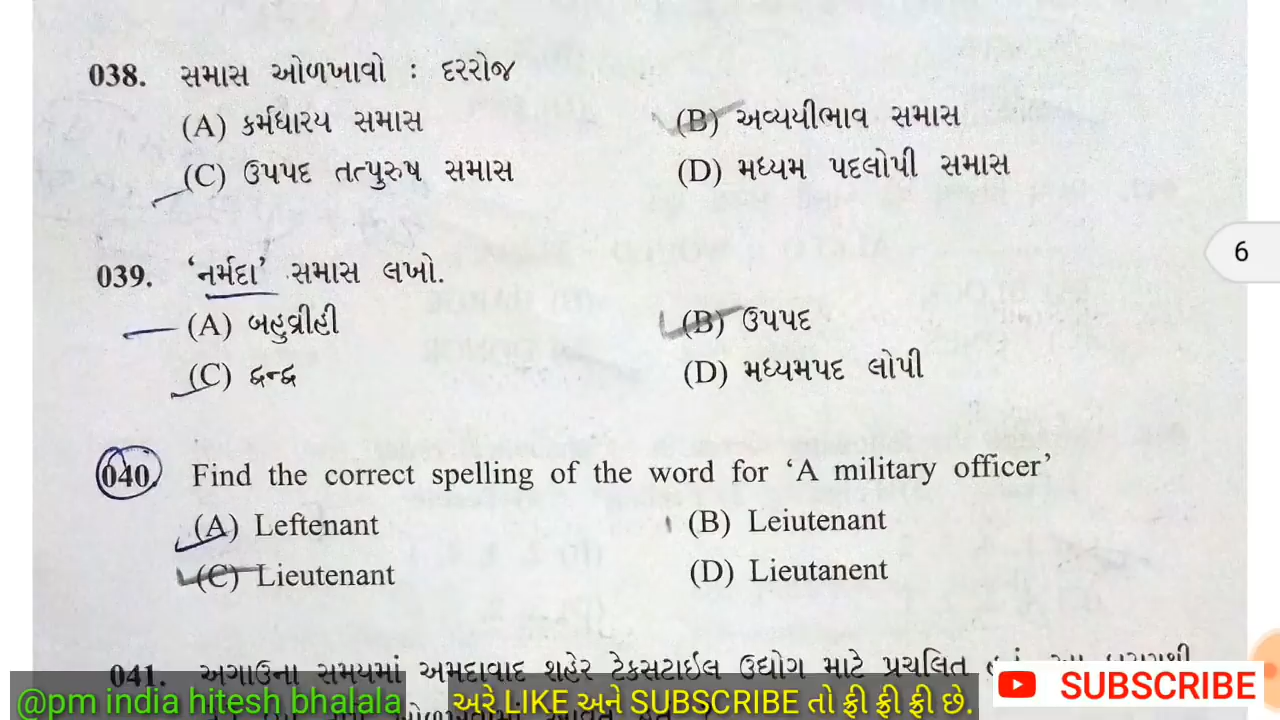 038. સમાસ ઓળખાવો : દરરોજ
(A) કર્મધારય સમાસ (B) અવ્યયીભાવ સમાસ
(C) ઉપપદ તત્પુરુષ સમાસ (D) મધ્યમ પદલોપી સમાસ
6
039. ‘નર્મદા’ સમાસ લખો.
(A) બહુવ્રીહી (B) ઉપપદ
(C) દ્વન્દ્વ (D) મધ્યમપદ લોપી
040. Find the correct spelling of the word for ‘A military officer’
(A) Leftenant (B) Leiutenant
(C) Lieutenant (D) Lieutanent
041. અગાઉના સમયમાં અમદાવાદ શહેર ટેકસટાઈલ ઉદ્યોગ માટે પ્રચલિત
@pm india hitesh bhalala અરે LIKE અને SUBSCRIBE તો ફ્રી ફ્રી ફ્રી છે.
SUBSCRIBE